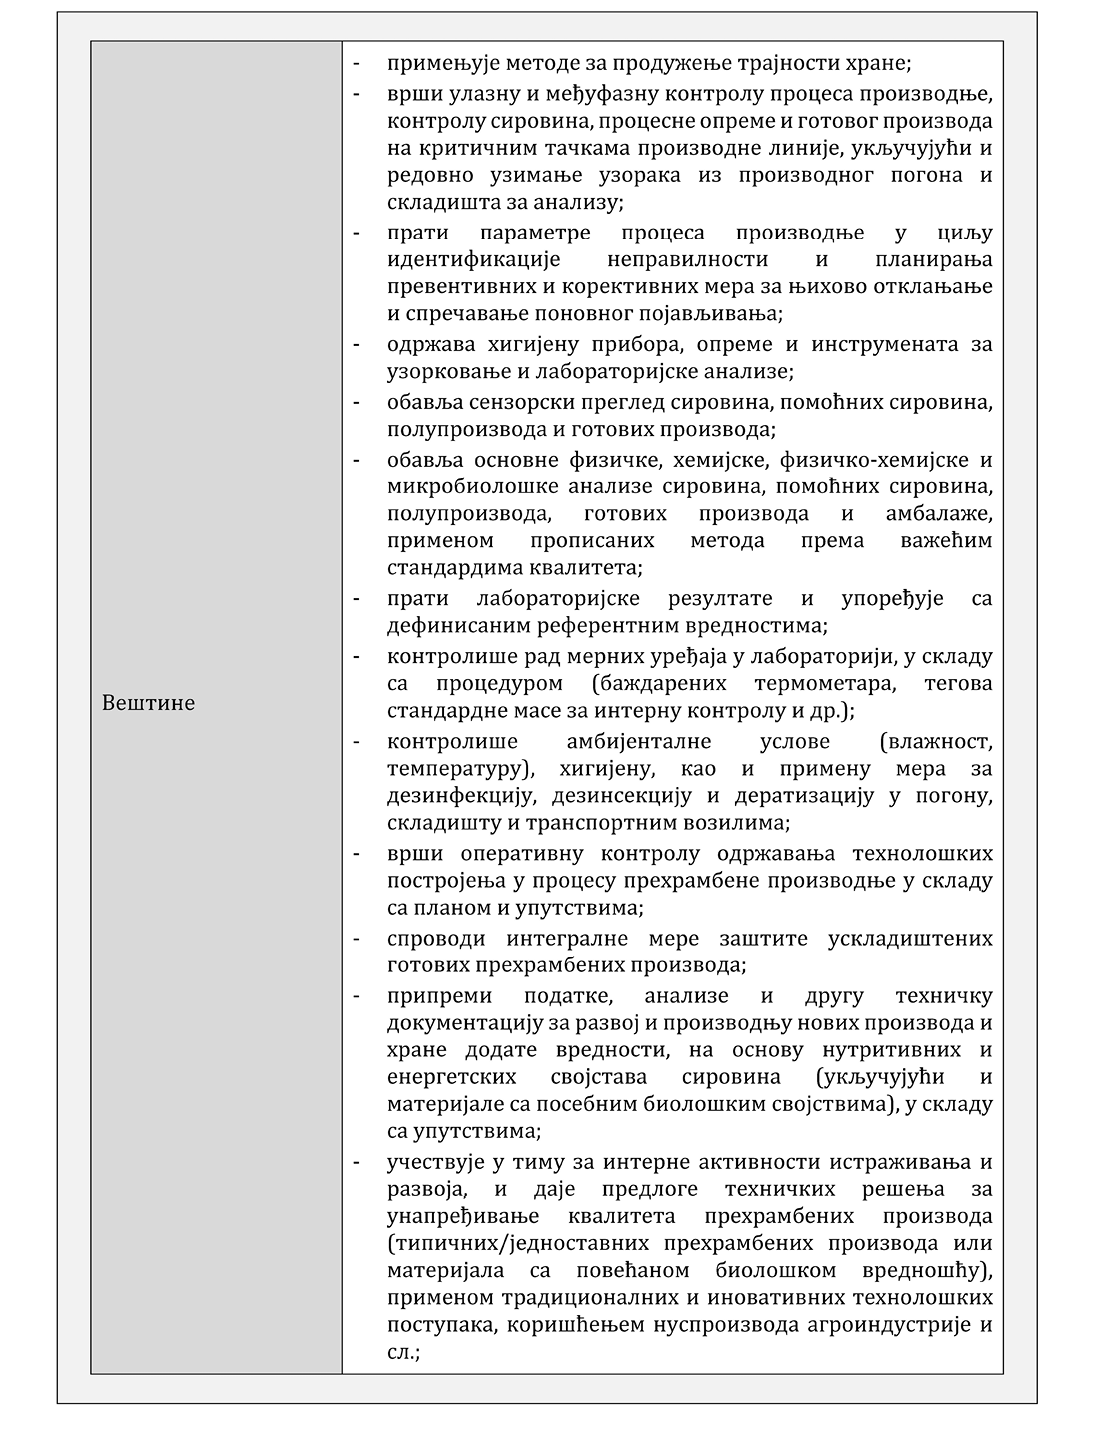 Вештине
- примењује методе за продужење трајности хране;
- врши улазну и међуфазну контролу процеса производње,
контролу сировина, процесне опреме и готовог производа
на критичним тачкама производне линије, укључујући и
редовно узимање узорака из производног погона и
складишта за анализу;
- прати параметре процеса производње у циљу
идентификације неправилности и планирања
превентивних и корективних мера за њихово отклањање
и спречавање поновног појављивања;
- одржава хигијену прибора, опреме и инструмената за
узорковање и лабораторијске анализе;
- обавља сензорски преглед сировина, помоћних сировина,
полупроизвода и готових производа;
- обавља основне физичке, хемијске, физичко-хемијске и
микробиолошке анализе сировина, помоћних сировина,
полупроизвода, готових производа и амбалаже,
применом прописаних метода према важећим
стандардима квалитета;
- прати лабораторијске резултате и упоређује са
дефинисаним референтним вредностима;
- контролише рад мерних уређаја у лабораторији, у складу
са процедуром (баждарених термометара, тегова
стандардне масе за интерну контролу и др.);
- контролише амбијенталне услове (влажност,
температуру), хигијену, као и примену мера за
дезинфекцију, дезинсекцију и дератизацију у погону,
складишту и транспортним возилима;
- врши оперативну контролу одржавања технолошких
постројења у процесу прехрамбене производње у складу
са планом и упутствима;
- спроводи интегралне мере заштите ускладиштених
готових прехрамбених производа;
- припреми податке, анализе и другу техничку
документацију за развој и производњу нових производа и
хране додате вредности, на основу нутритивних и
енергетских својстава сировина (укључујући и
материјале са посебним биолошким својствима), у складу
са упутствима;
- учествује у тиму за интерне активности истраживања и
развоја, и даје предлоге техничких решења за
унапређивање квалитета прехрамбених производа
(типичних/једноставних прехрамбених производа или
материјала са повећаном биолошком вредношћу),
применом традиционалних и иновативних технолошких
поступака, коришћењем нуспроизвода агроиндустрије и
сл.;